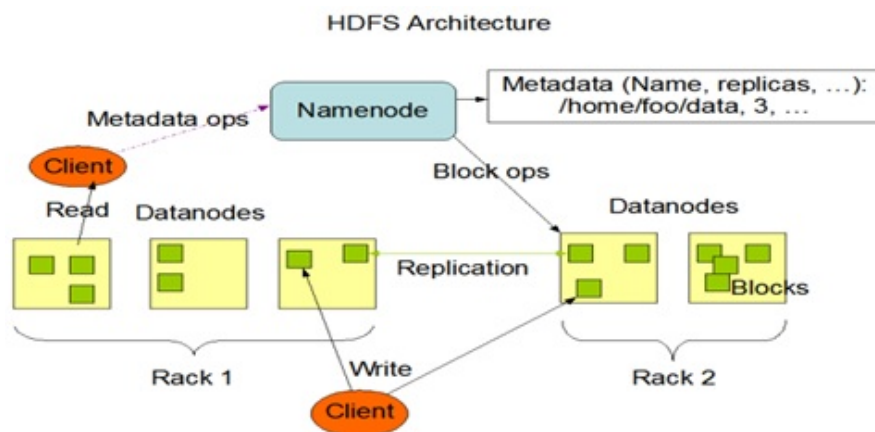 HDFS Architecture
Metadata (Name, replicas, …):
/home/foo/data, 3, …
Namenode
Metadata ops
Client
Block ops
Read
Datanodes
Datanodes
Replication
Blocks
Write
Rack 1
Rack 2
Client